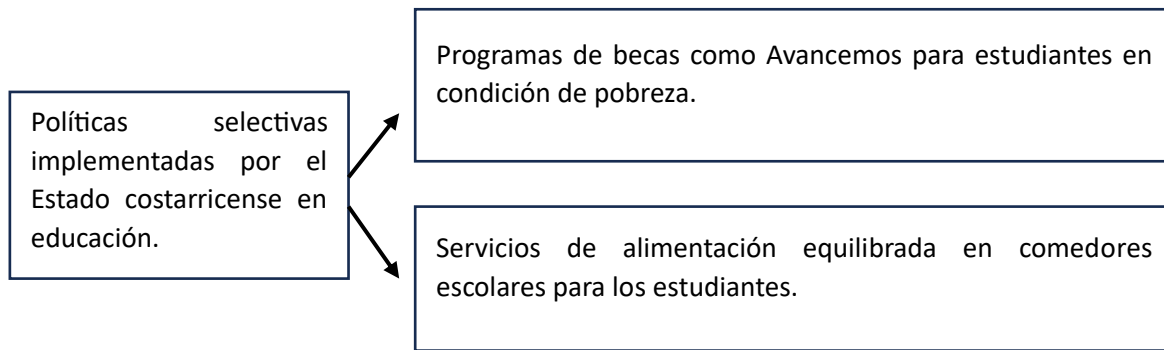 Programas de becas como Avancemos para estudiantes en
condición de pobreza.
Políticas selectivas
implementadas por el
Estado costarricense en
educación.
Servicios de alimentación equilibrada en comedores
escolares para los estudiantes.